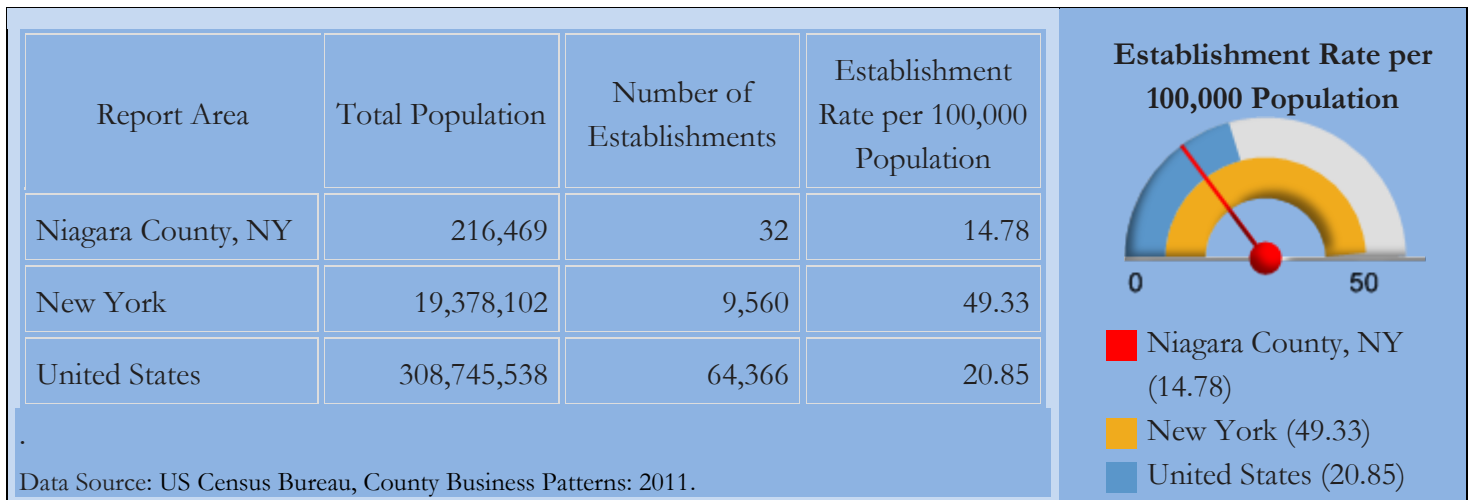 Report Area
Total Population
Number of
Establishments
Establishment
Rate per 100,000
Population
Niagara County, NY 216,469 32 14.78
New York 19,378,102 9,560 49.33
United States 308,745,538 64,366 20.85
.
Data Source: US Census Bureau, County Business Patterns: 2011.
Establishment Rate per
100,000 Population
0 50
Niagara County, NY
(14.78)
New York (49.33)
United States (20.85)